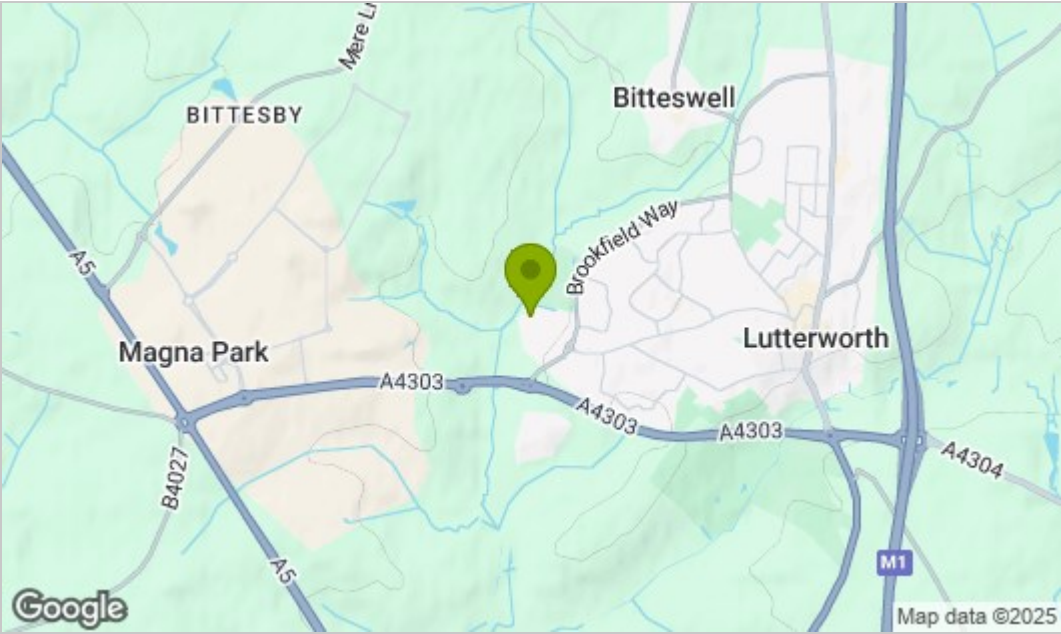 Mere L
BITTESBY
Bitteswell
Brookfield Way
A5
Magna Park
Lutterworth
A4303
A4303
A4303
A4304
B4027
A5
M1
Google
Map data ©2025